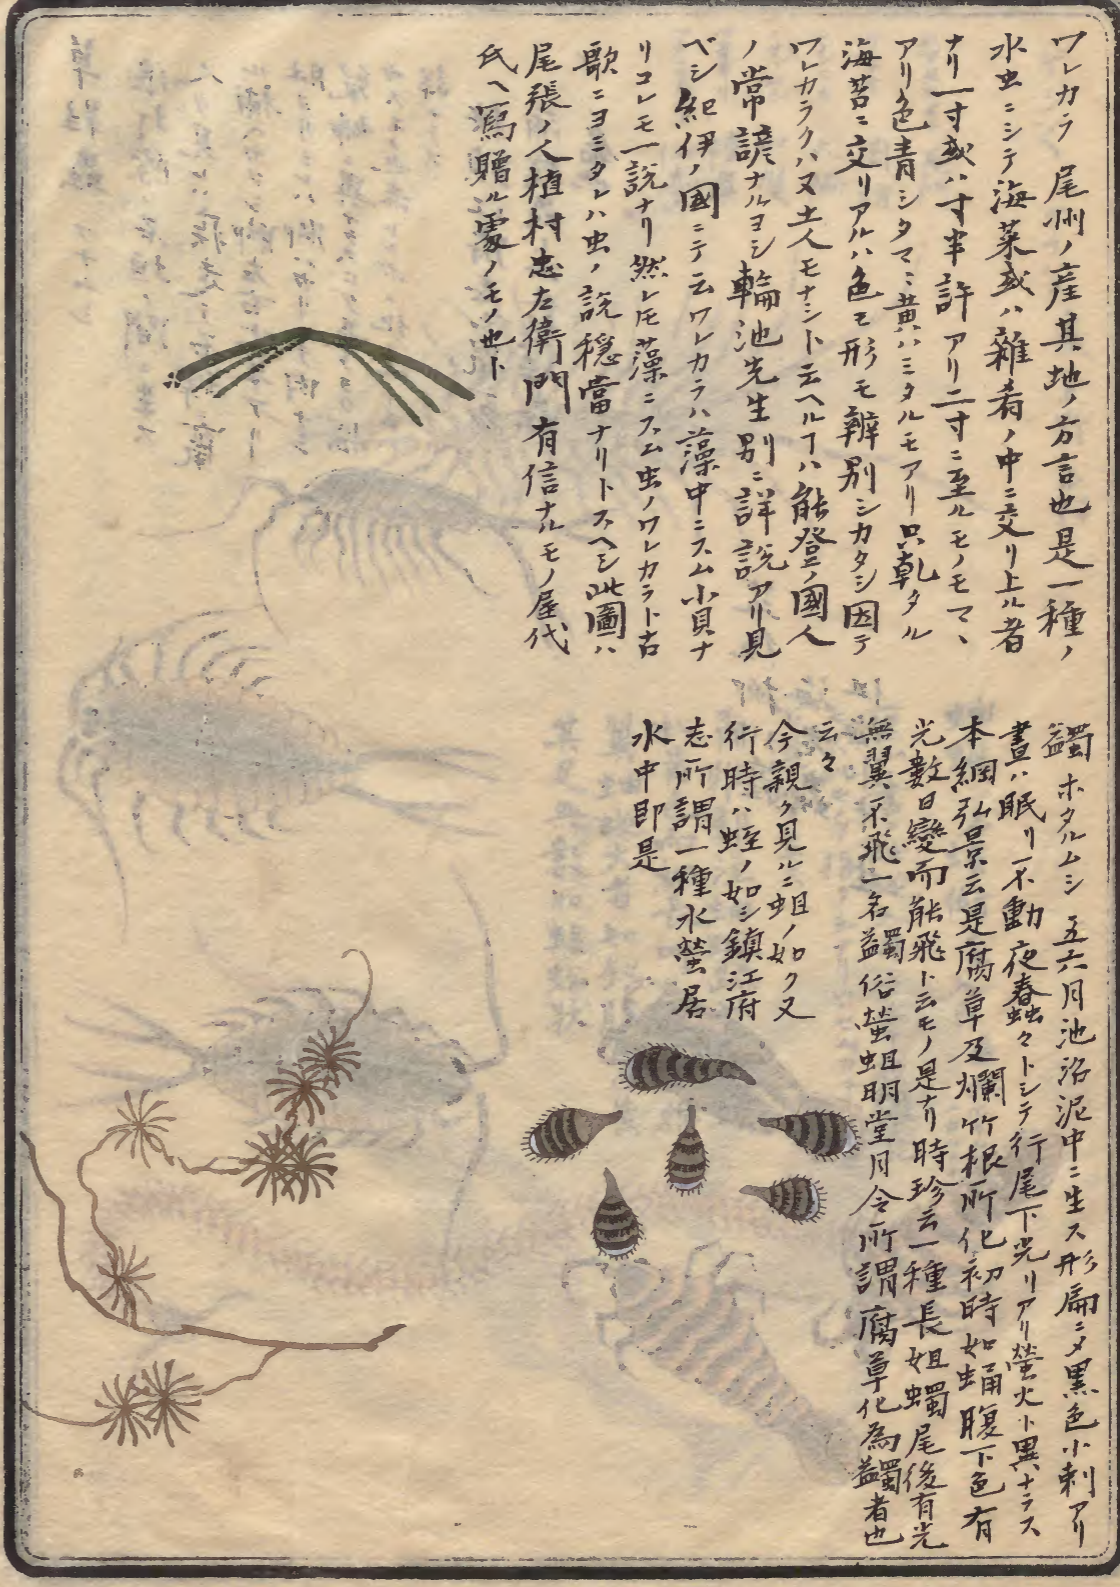 ワレカラ 尾州ノ産其地ノ方言也是一種ノ
水虫ニシテ海菜或ハ雑肴ノ中ニ交リ上ル者
ナリ一寸或ハ寸半許アリ二寸ニ至ルモノモマヽ
アリ色青シタマニ黄ハミタルモアリ只乾タル
海苔ニ交リアルハ色モ形モ辨別シカタシ因テ
ワレカラクハヌ土人モナシト云ヘルヿハ能登ノ國人
ノ常諺ナルヨシ輪池先生別ニ詳説アリ見
ベシ紀伊ノ國ニテ云ワレカラハ藻中ニスム小貝ナ
リコレモ一説ナリ然レ𪜈藻ニスム虫ノワレカラト古
歌ニヨミタレハ虫ノ説穏當ナリトスヘシ此圖ハ
尾張ノ人植村忠左衛門有信ナルモノ屋代
氏ヘ寫贈ル處ノモノ也ト
蠲 ホタルムシ 五六月池沼泥中ニ生ス形扁ニメ黒色小刺アリ
晝ハ眠リ不動夜蠢々トシテ行尾下光リアリ螢火ト異ナラス
本綱弘景云是腐草及爛竹根所化初時如蛹腹下色有
光數日變而能飛ト云モノ是ナリ時珍云一種長如蛆蠋尾後有光
無翼不飛一名蠲俗螢蛆明堂月令所謂腐草化為蠲者也
云々
今親ク見ルニ蛆ノ如ク又
行時ハ蛭ノ如シ鎮江府
志所謂一種水螢居
水中即是